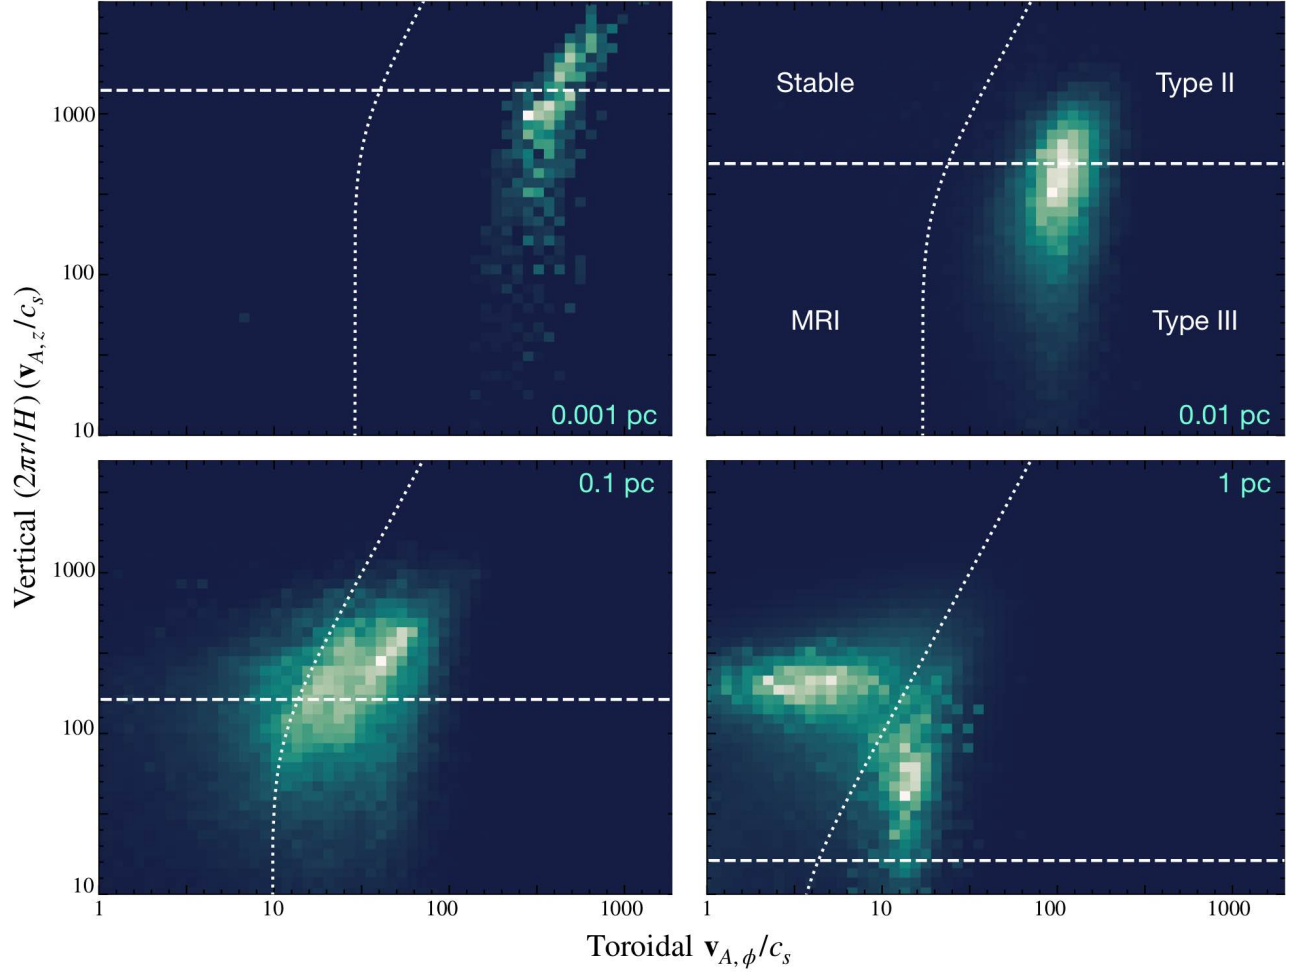 Vertical (2πr/H) (v_{A,z}/c_s)
1000
100
10
0.001 pc
Stable
Type II
MRI
Type III
0.01 pc
1000
100
10
0.1 pc
1 pc
1 10 100 1000
1 10 100 1000
Toroidal v_{A,ϕ}/c_s